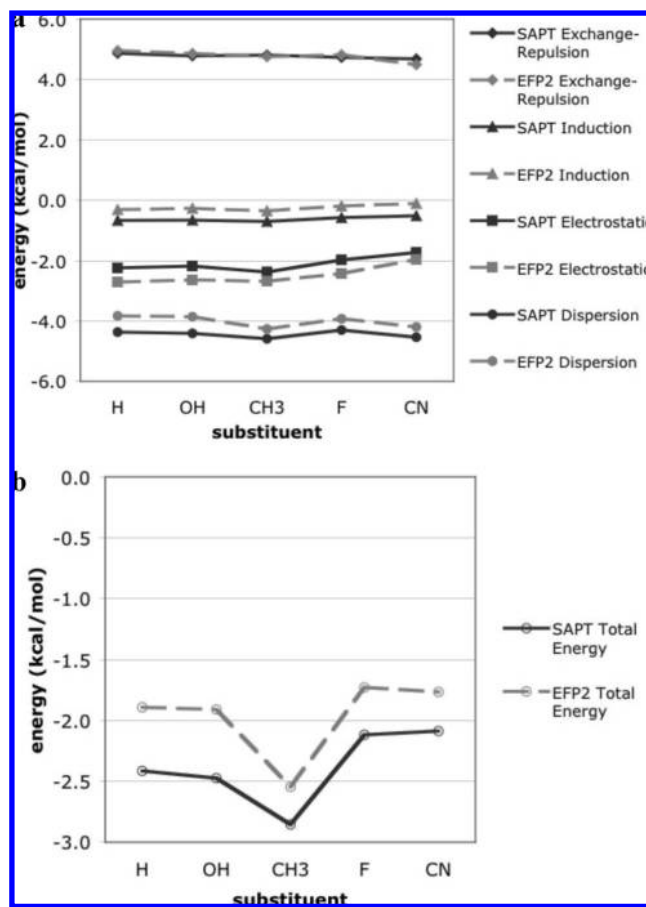 a
6.0
4.0
2.0
0.0
-2.0
-4.0
-6.0
energy (kcal/mol)
H OH CH3 F CN
substituent
SAPT Exchange-
Repulsion
EFP2 Exchange-
Repulsion
SAPT Induction
EFP2 Induction
SAPT Electrostatic
EFP2 Electrostatic
SAPT Dispersion
EFP2 Dispersion
b
0.0
-0.5
-1.0
-1.5
-2.0
-2.5
-3.0
energy (kcal/mol)
H OH CH3 F CN
substituent
SAPT Total
Energy
EFP2 Total
Energy